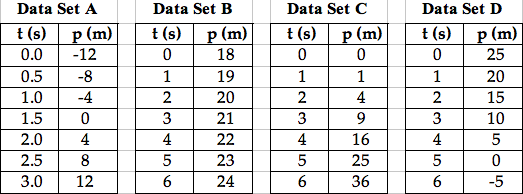 Data Set A Data Set B Data Set C Data Set D
t (s) p (m) t (s) p (m) t (s) p (m) t (s) p (m)
0.0 -12 0 18 0 0 0 25
0.5 -8 1 19 1 1 1 20
1.0 -4 2 20 2 4 2 15
1.5 0 3 21 3 9 3 10
2.0 4 4 22 4 16 4 5
2.5 8 5 23 5 25 5 0
3.0 12 6 24 6 36 6 -5